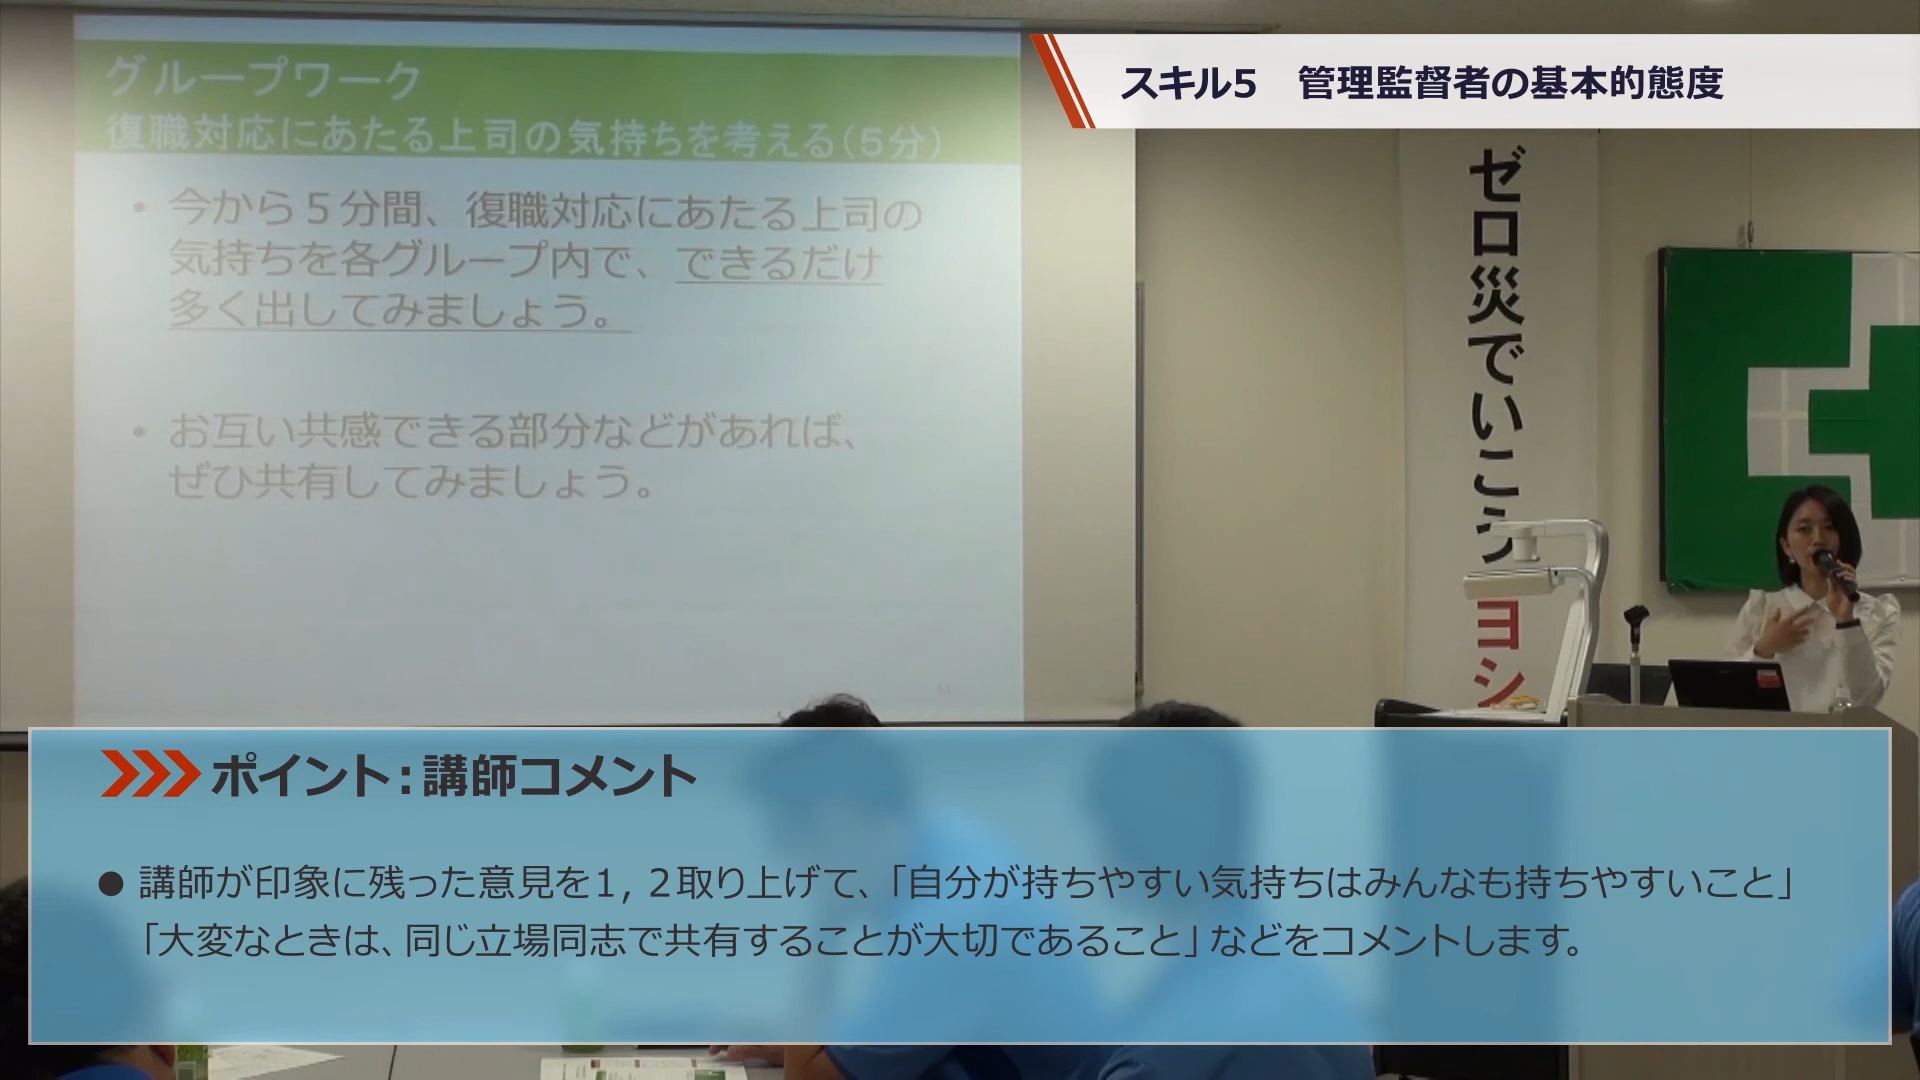 グループワーク
復職対応にあたる上司の気持ちを考える(5分)
• 今から５分間、復職対応にあたる上司の
気持ちを各グループ内で、できるだけ
多く出してみましょう。
• お互い共感できる部分などがあれば、
ぜひ共有してみましょう。
スキル5　管理監督者の基本的態度
ゼロ災でいこう ヨシ
ポイント：講師コメント
● 講師が印象に残った意見を1，２取り上げて、「自分が持ちやすい気持ちはみんなも持ちやすいこと」
「大変なときは、同じ立場同志で共有することが大切であること」などをコメントします。